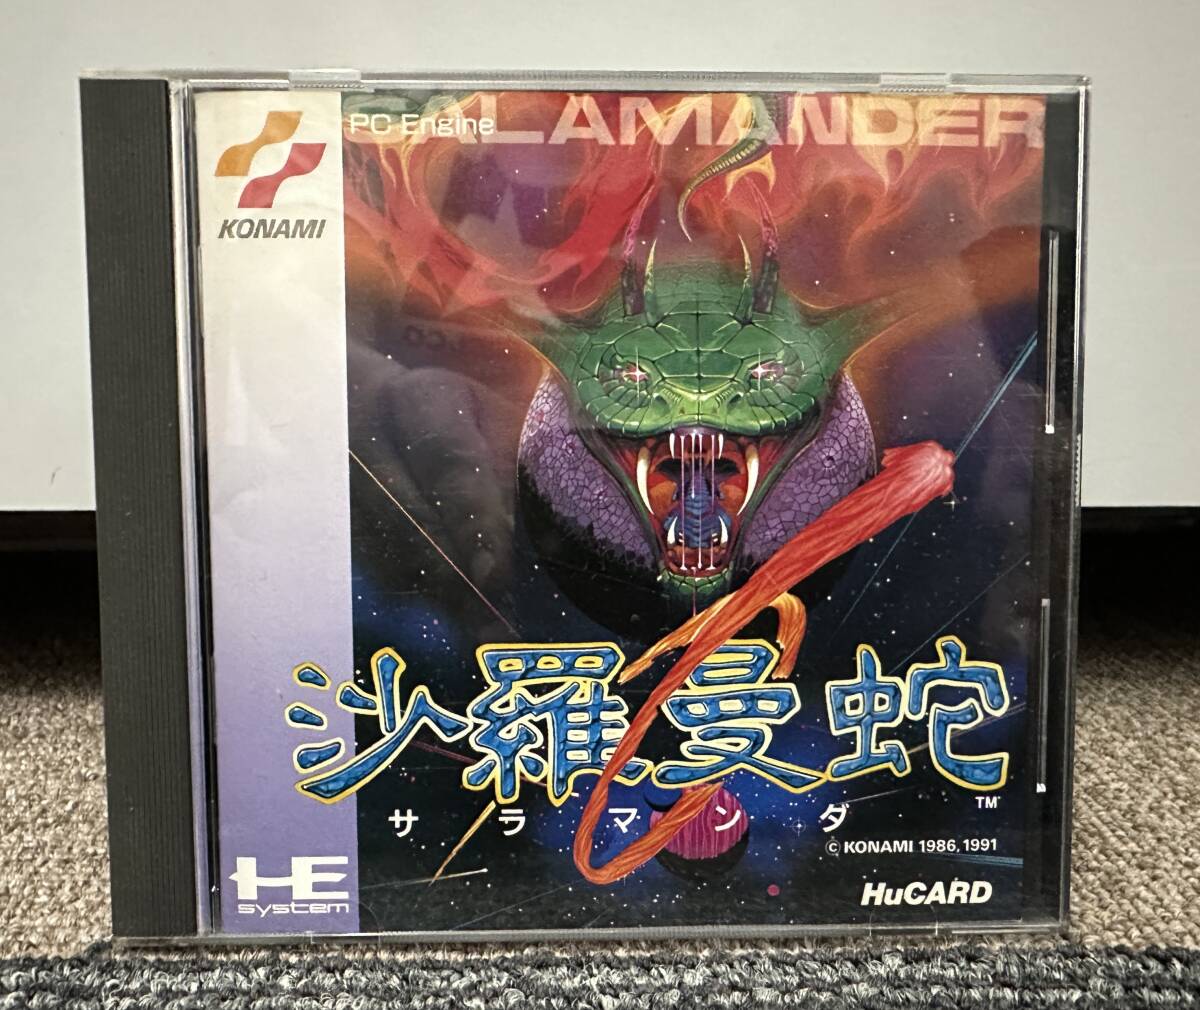 SALAMANDER
PC Engine
KONAMI
沙羅曼蛇
TM
サラマンダ
© KONAMI 1986, 1991
HE
system
HuCARD